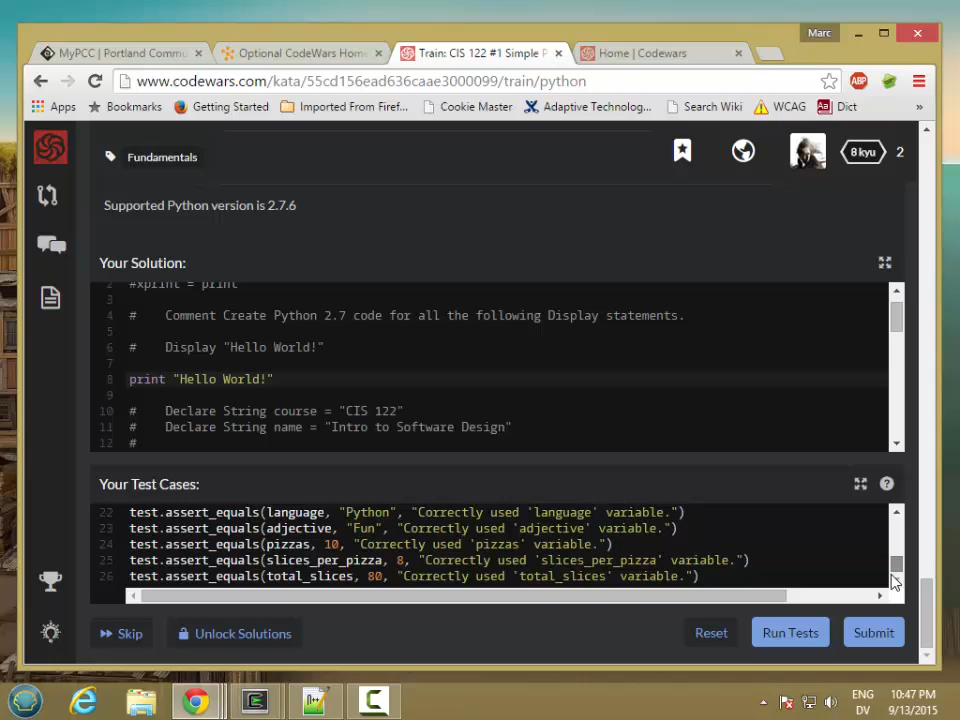 Marc
MyPCC | Portland Commu
Optional CodeWars Home
Train: CIS 122 #1 Simple P
Home | Codewars
www.codewars.com/kata/55cd156ead636caae3000099/train/python
ABP
Apps
Bookmarks
Getting Started
Imported From Firef...
Cookie Master
Adaptive Technolog...
Search Wiki
WCAG
Dict
»
Fundamentals
8 kyu
2
Supported Python version is 2.7.6
Your Solution:
2 #xprint = print
3
4 # Comment Create Python 2.7 code for all the following Display statements.
5
6 # Display "Hello World!"
7
8 print "Hello World!"
9
10 # Declare String course = "CIS 122"
11 # Declare String name = "Intro to Software Design"
12 #
Your Test Cases:
22 test.assert_equals(language, "Python", "Correctly used 'language' variable.")
23 test.assert_equals(adjective, "Fun", "Correctly used 'adjective' variable.")
24 test.assert_equals(pizzas, 10, "Correctly used 'pizzas' variable.")
25 test.assert_equals(slices_per_pizza, 8, "Correctly used 'slices_per_pizza' variable.")
26 test.assert_equals(total_slices, 80, "Correctly used 'total_slices' variable.")
Skip
Unlock Solutions
Reset
Run Tests
Submit
ENG
DV
10:47 PM
9/13/2015